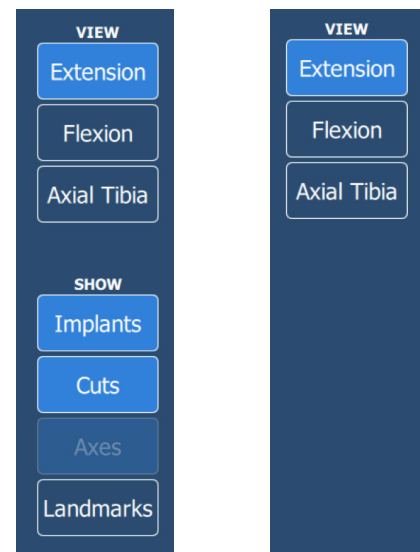 VIEW
Extension
Flexion
Axial Tibia
SHOW
Implants
Cuts
Axes
Landmarks
VIEW
Extension
Flexion
Axial Tibia